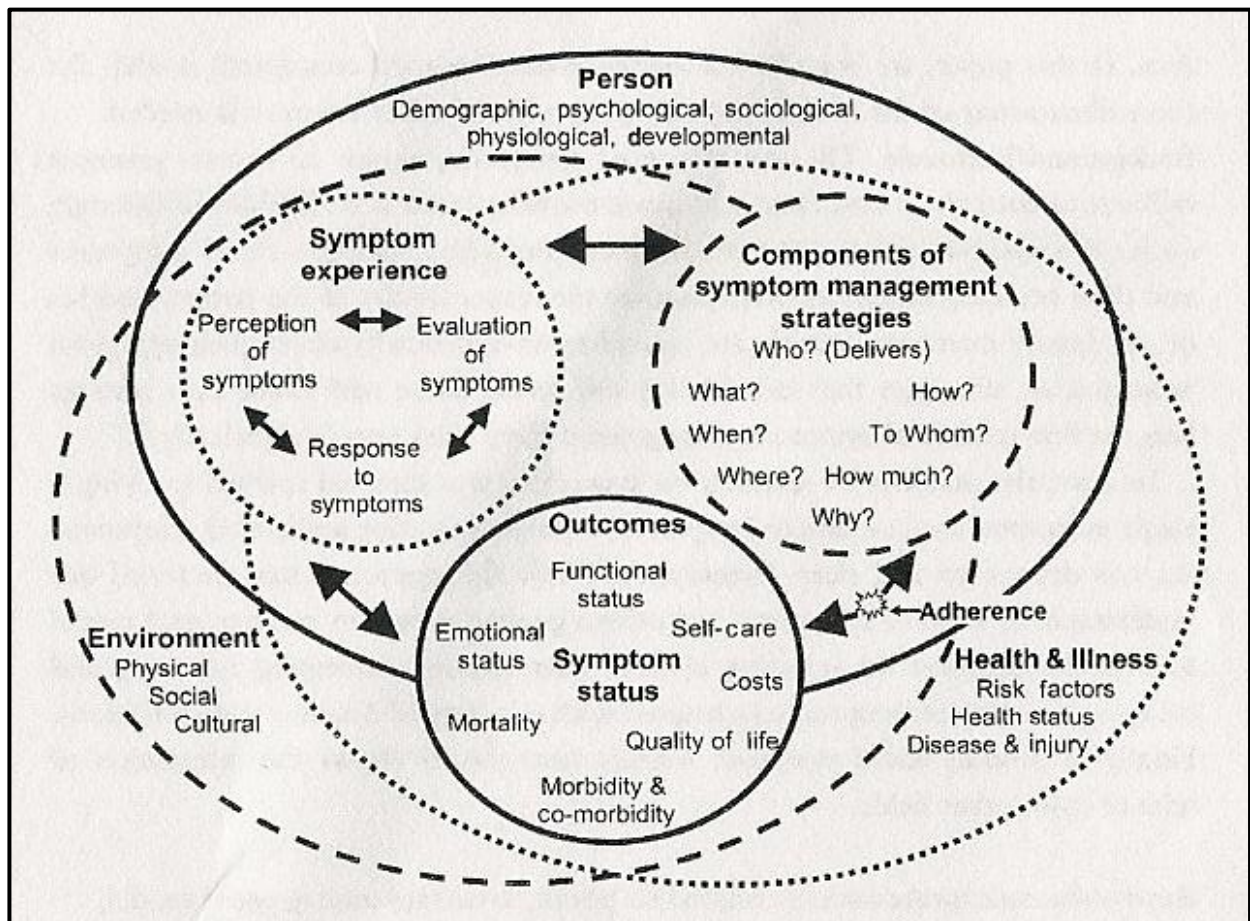 Person
Demographic, psychological, sociological,
physiological, developmental
Symptom
experience
Perception
of
symptoms
Evaluation
of
symptoms
Response
to
symptoms
Components of
symptom management
strategies
Who? (Delivers)
What?
How?
When?
To Whom?
Where?
How much?
Why?
Outcomes
Functional
status
Emotional
status
Self-care
Symptom
status
Costs
Mortality
Quality of life
Morbidity &
co-morbidity
Adherence
Environment
Physical
Social
Cultural
Health & Illness
Risk factors
Health status
Disease & injury